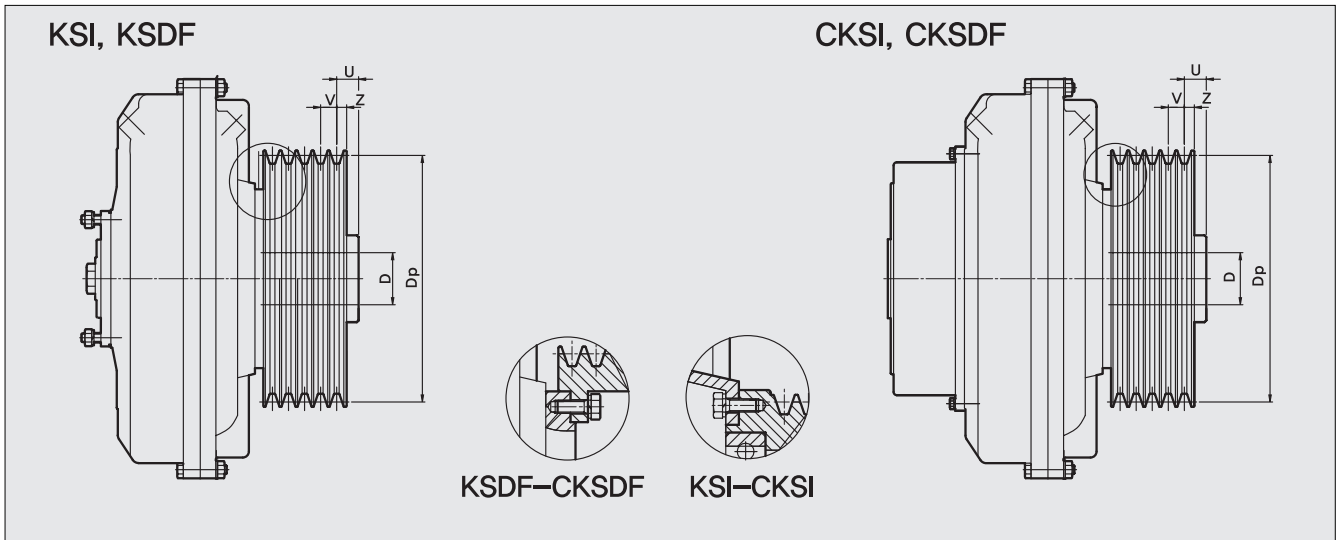 KSI, KSDF
CKSI, CKSDF
U
V
Z
D
Dp
U
V
Z
D
Dp
KSDF-CKSDF
KSI-CKSI